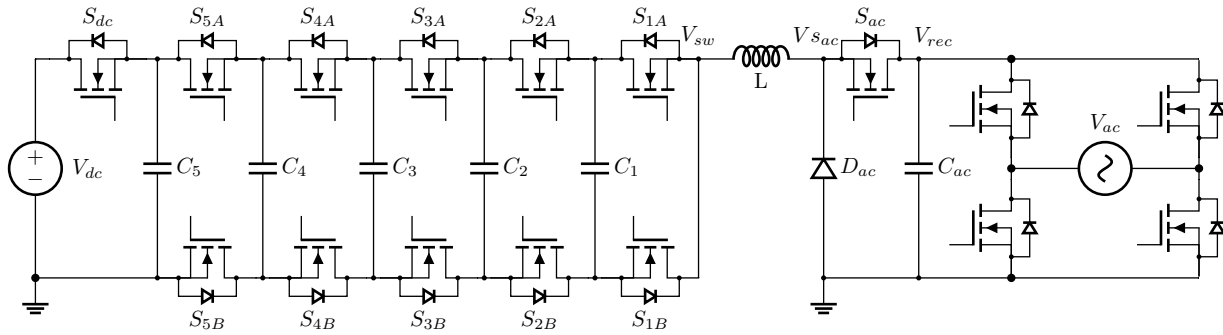 S_dc S_5A S_4A S_3A S_2A S_1A V_sw Vs_ac S_ac V_rec
L
V_ac
+
− V_dc C_5 C_4 C_3 C_2 C_1 D_ac C_ac
S_5B S_4B S_3B S_2B S_1B